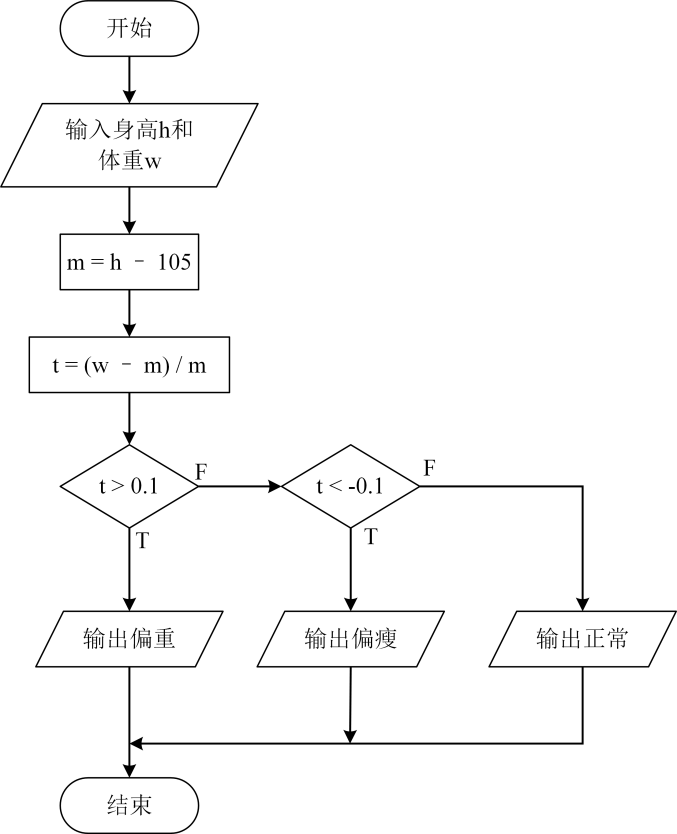 开始
输入身高h和
体重w
m = h － 105
t = (w － m) / m
t > 0.1
F
t < -0.1
F
T
T
输出偏重
输出偏瘦
输出正常
结束